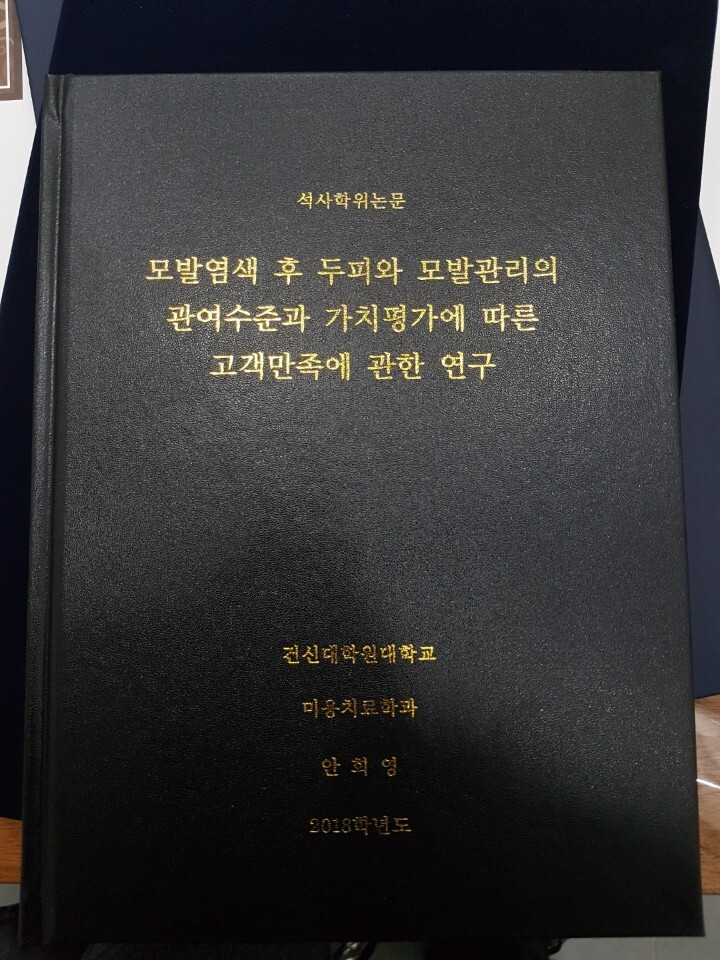 석사학위논문
모발염색 후 두피와 모발관리의
관여수준과 가치평가에 따른
고객만족에 관한 연구
건신대학원대학교
미용치료학과
안 희 영
2018학년도